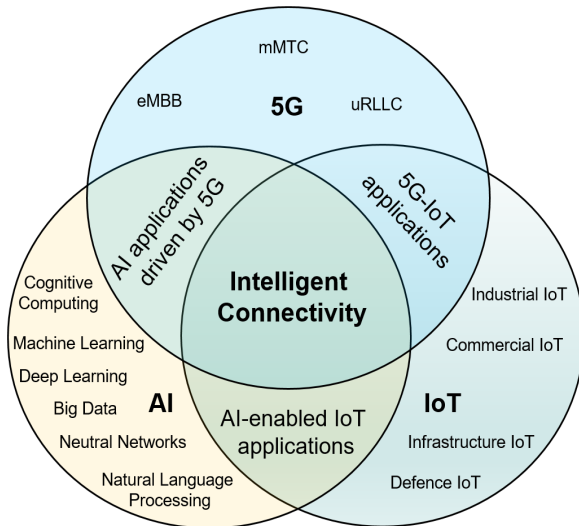 mMTC
eMBB
5G
uRLLC
AI applications
driven by 5G
5G-IoT
applications
Intelligent
Connectivity
Cognitive
Computing
Machine Learning
Deep Learning
Big Data
AI
Neutral Networks
Natural Language
Processing
AI-enabled IoT
applications
Industrial IoT
Commercial IoT
IoT
Infrastructure IoT
Defence IoT